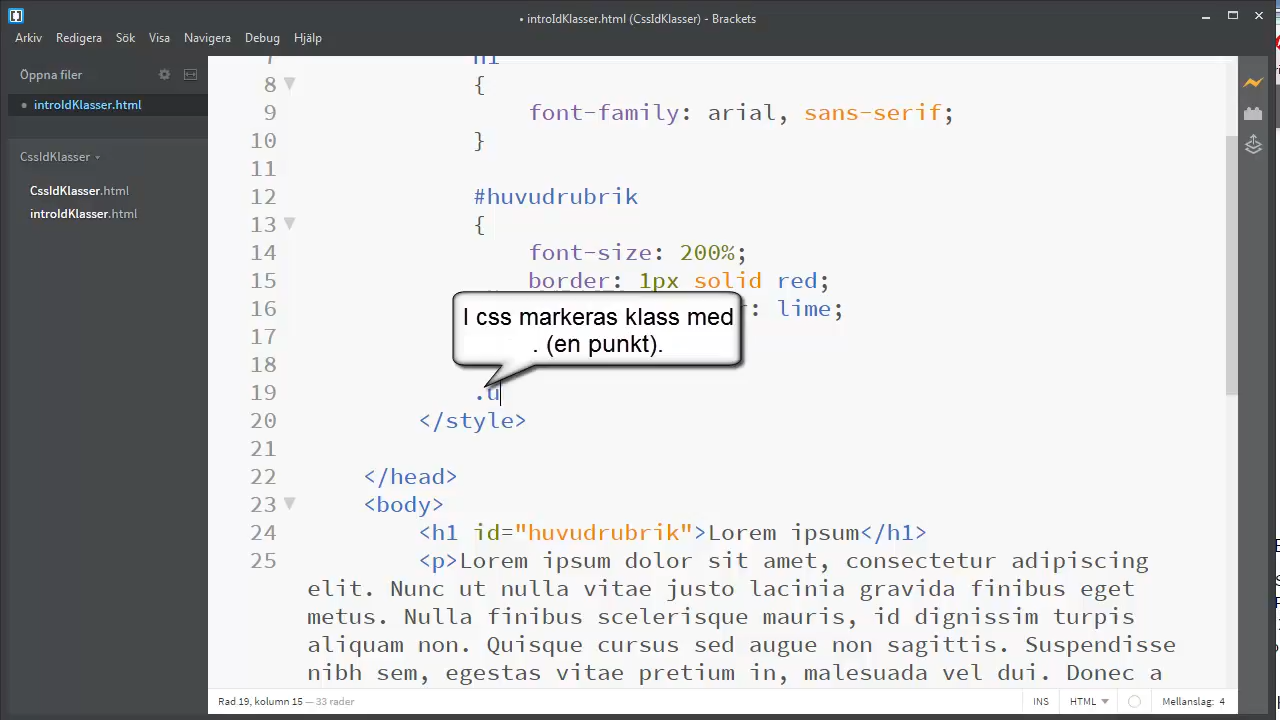 • introIdKlasser.html (CssIdKlasser) - Brackets
Arkiv Redigera Sök Visa Navigera Debug Hjälp
Öppna filer
• introIdKlasser.html
CssIdKlasser
CssIdKlasser.html
introIdKlasser.html
7 h1
8 {
9 font-family: arial, sans-serif;
10 }
11
12 #huvudrubrik
13 {
14 font-size: 200%;
15 border: 1px solid red;
16 : lime;
17
18
I css markeras klass med
. (en punkt).
19 .u
20 </style>
21
22 </head>
23 <body>
24 <h1 id="huvudrubrik">Lorem ipsum</h1>
25 <p>Lorem ipsum dolor sit amet, consectetur adipiscing
elit. Nunc ut nulla vitae justo lacinia gravida finibus eget
metus. Nulla finibus scelerisque mauris, id dignissim turpis
aliquam non. Quisque cursus sed augue non sagittis. Suspendisse
nibh sem, egestas vitae pretium in, malesuada vel dui. Donec a
Rad 19, kolumn 15 — 33 rader
INS HTML Mellanslag: 4